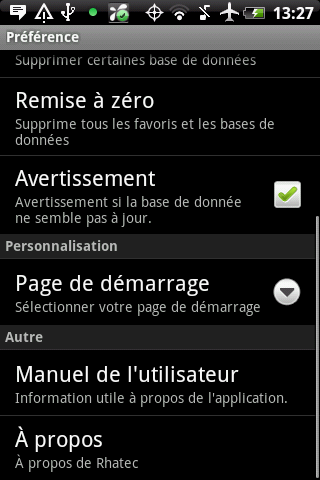 13:27
Préférence
Supprimer certaines base de données
Remise à zéro
Supprime tous les favoris et les bases de
données
Avertissement
Avertissement si la base de donnée
ne semble pas à jour.
Personnalisation
Page de démarrage
Sélectionner votre page de démarrage
Autre
Manuel de l'utilisateur
Information utile à propos de l'application.
À propos
À propos de Rhatec